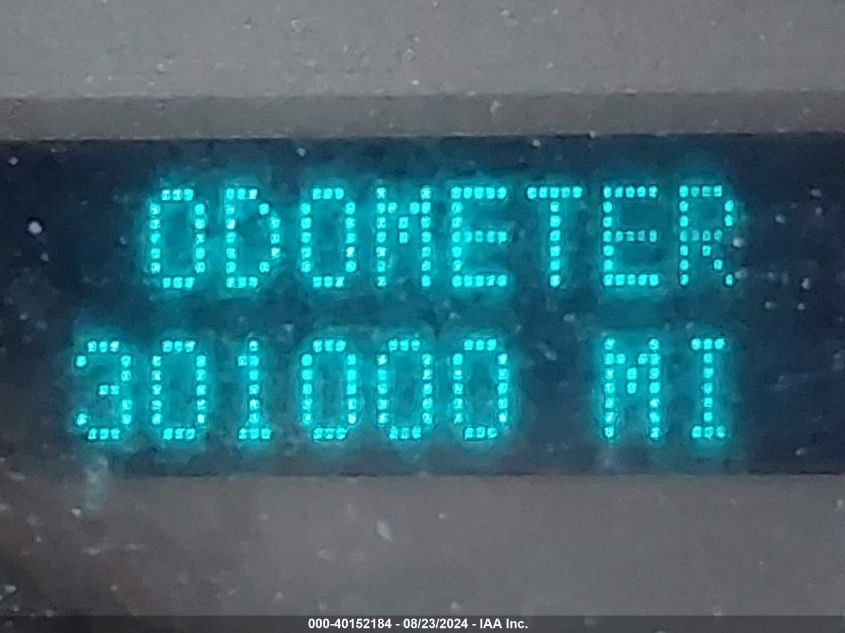 ODOMETER
301000 MI
000-40152184 - 08/23/2024 - IAA Inc.